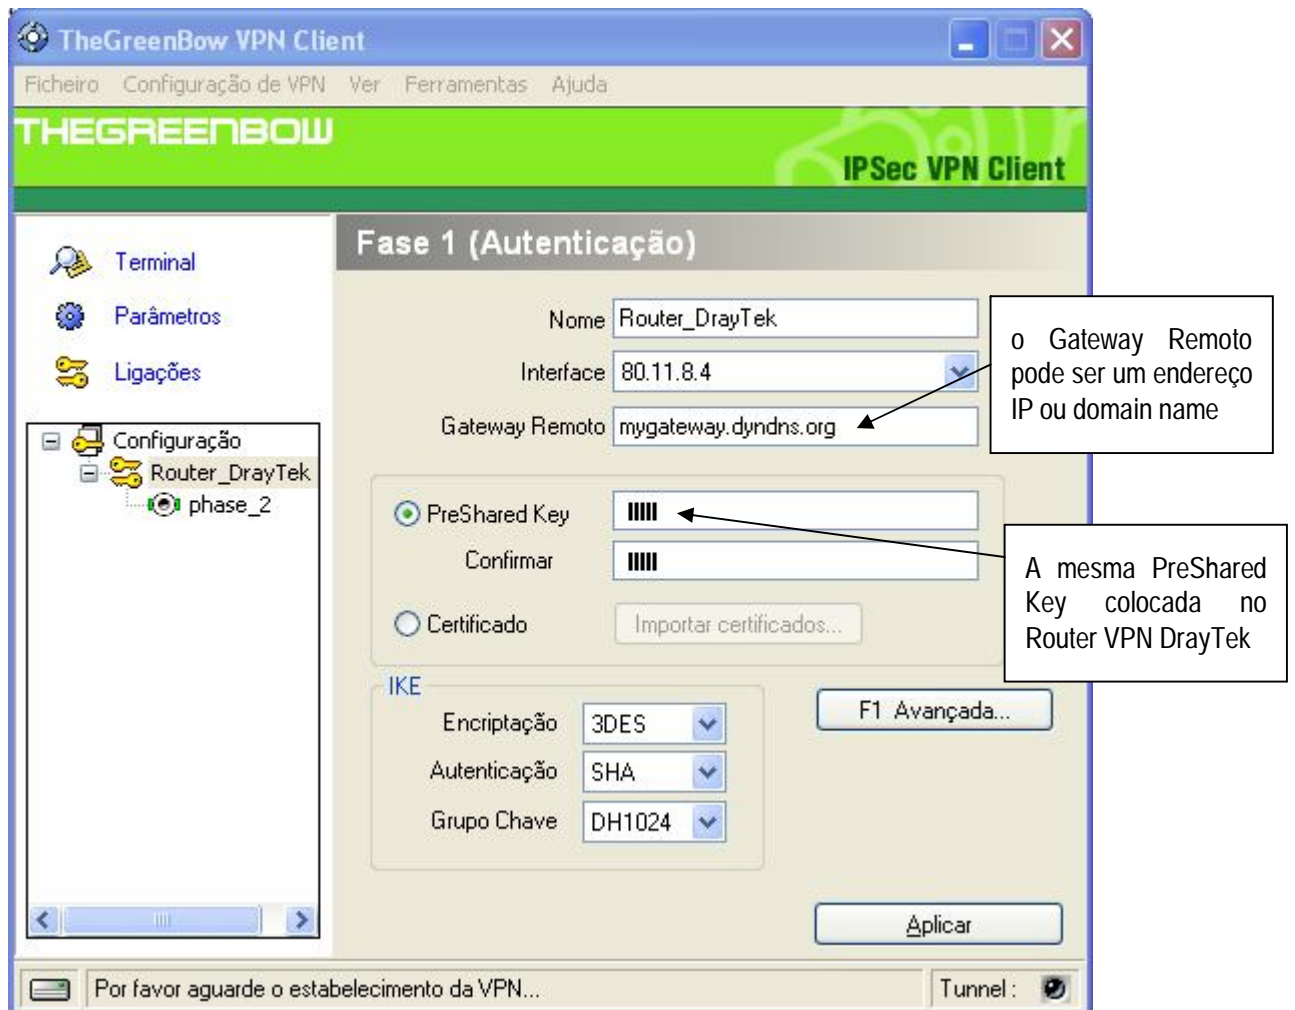 TheGreenBow VPN Client
Ficheiro Configuração de VPN Ver Ferramentas Ajuda
THEGREENBOW
IPSec VPN Client
Terminal
Parâmetros
Ligações
Configuração
Router_DrayTek
phase_2
Fase 1 (Autenticação)
Nome Router_DrayTek
Interface 80.11.8.4
Gateway Remoto mygateway.dyndns.org
o Gateway Remoto
pode ser um endereço
IP ou domain name
PreShared Key
Confirmar
Certificado Importar certificados...
A mesma PreShared
Key colocada no
Router VPN DrayTek
IKE
Encriptação 3DES
Autenticação SHA
Grupo Chave DH1024
F1 Avançada...
Aplicar
Por favor aguarde o estabelecimento da VPN...
Tunnel :